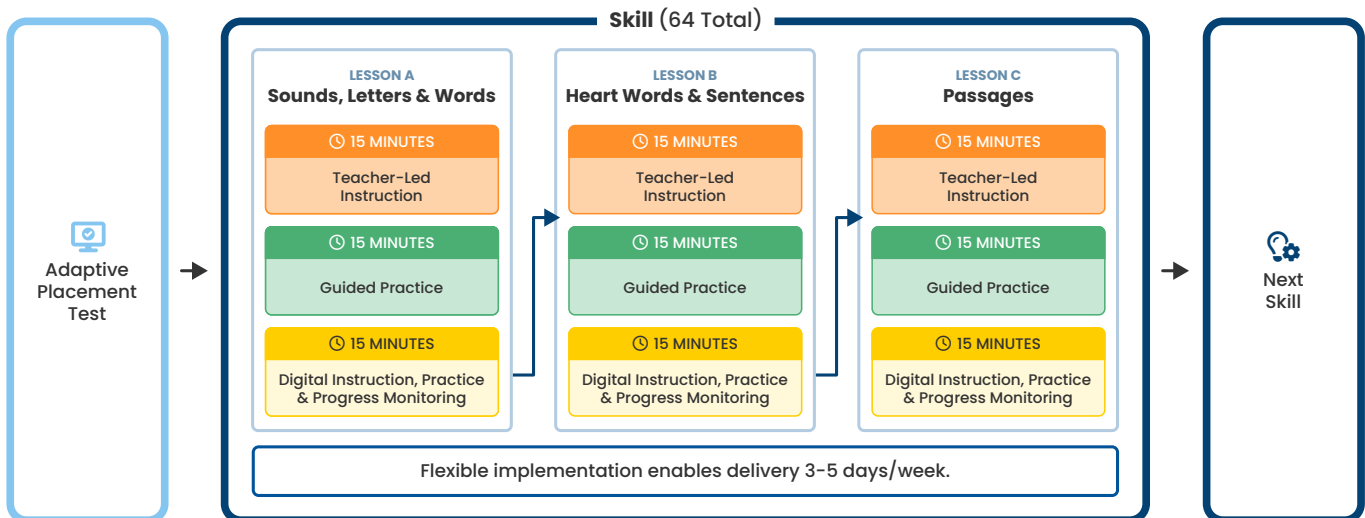 Skill (64 Total)
Adaptive
Placement
Test
LESSON A
Sounds, Letters & Words
15 MINUTES
Teacher-Led
Instruction
15 MINUTES
Guided Practice
15 MINUTES
Digital Instruction, Practice
& Progress Monitoring
LESSON B
Heart Words & Sentences
15 MINUTES
Teacher-Led
Instruction
15 MINUTES
Guided Practice
15 MINUTES
Digital Instruction, Practice
& Progress Monitoring
LESSON C
Passages
15 MINUTES
Teacher-Led
Instruction
15 MINUTES
Guided Practice
15 MINUTES
Digital Instruction, Practice
& Progress Monitoring
Flexible implementation enables delivery 3-5 days/week.
Next
Skill